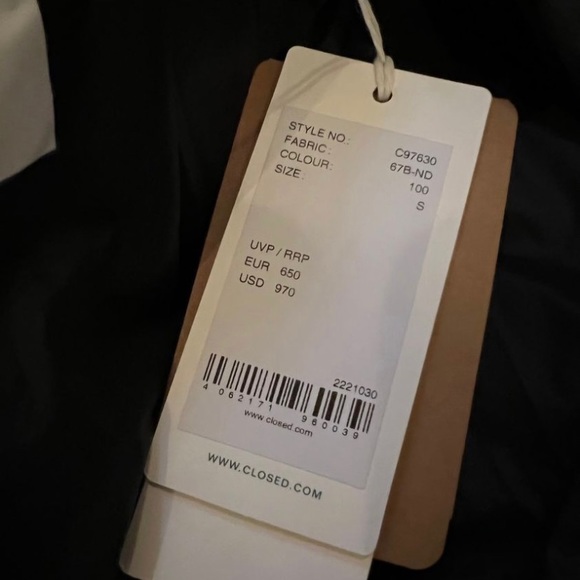 STYLE NO.: C97630
FABRIC: 67B-ND
COLOUR: 100
SIZE: S
UVP / RRP
EUR 650
USD 970
2221030
4 062171 960039
www.closed.com
WWW.CLOSED.COM